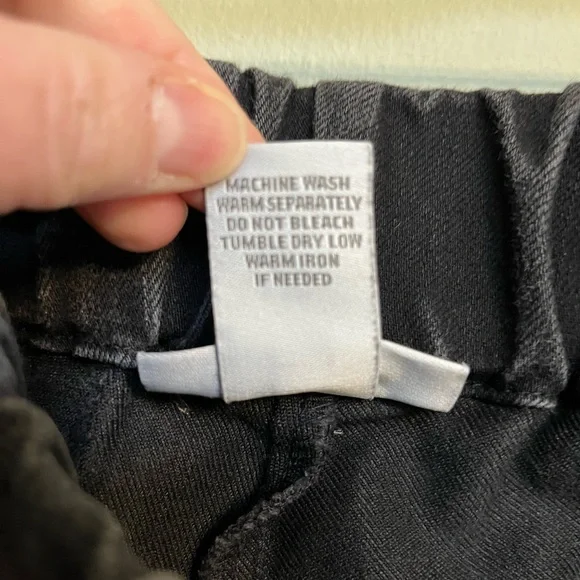 MACHINE WASH
WARM SEPARATELY
DO NOT BLEACH
TUMBLE DRY LOW
WARM IRON
IF NEEDED